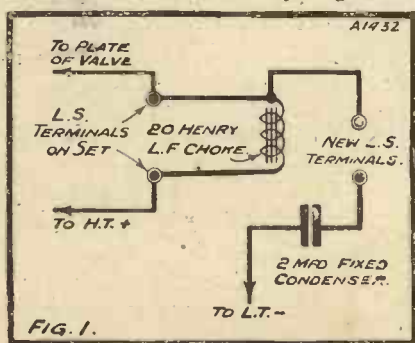 A1932
TO PLATE
OF VALVE
L.S.
TERMINALS
ON SET
20 HENRY
L.F CHOKE.
NEW L.S.
TERMINALS.
TO H.T.+
2 MFD FIXED
CONDENSER.
TO L.T.-
FIG. 1.